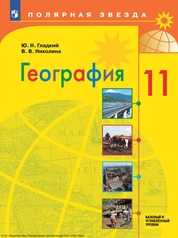 ПОЛЯРНАЯ ЗВЕЗДА
Ю. Н. Гладкий
В. В. Николина
География
11
БАЗОВЫЙ И
УГЛУБЛЁННЫЙ
УРОВНИ